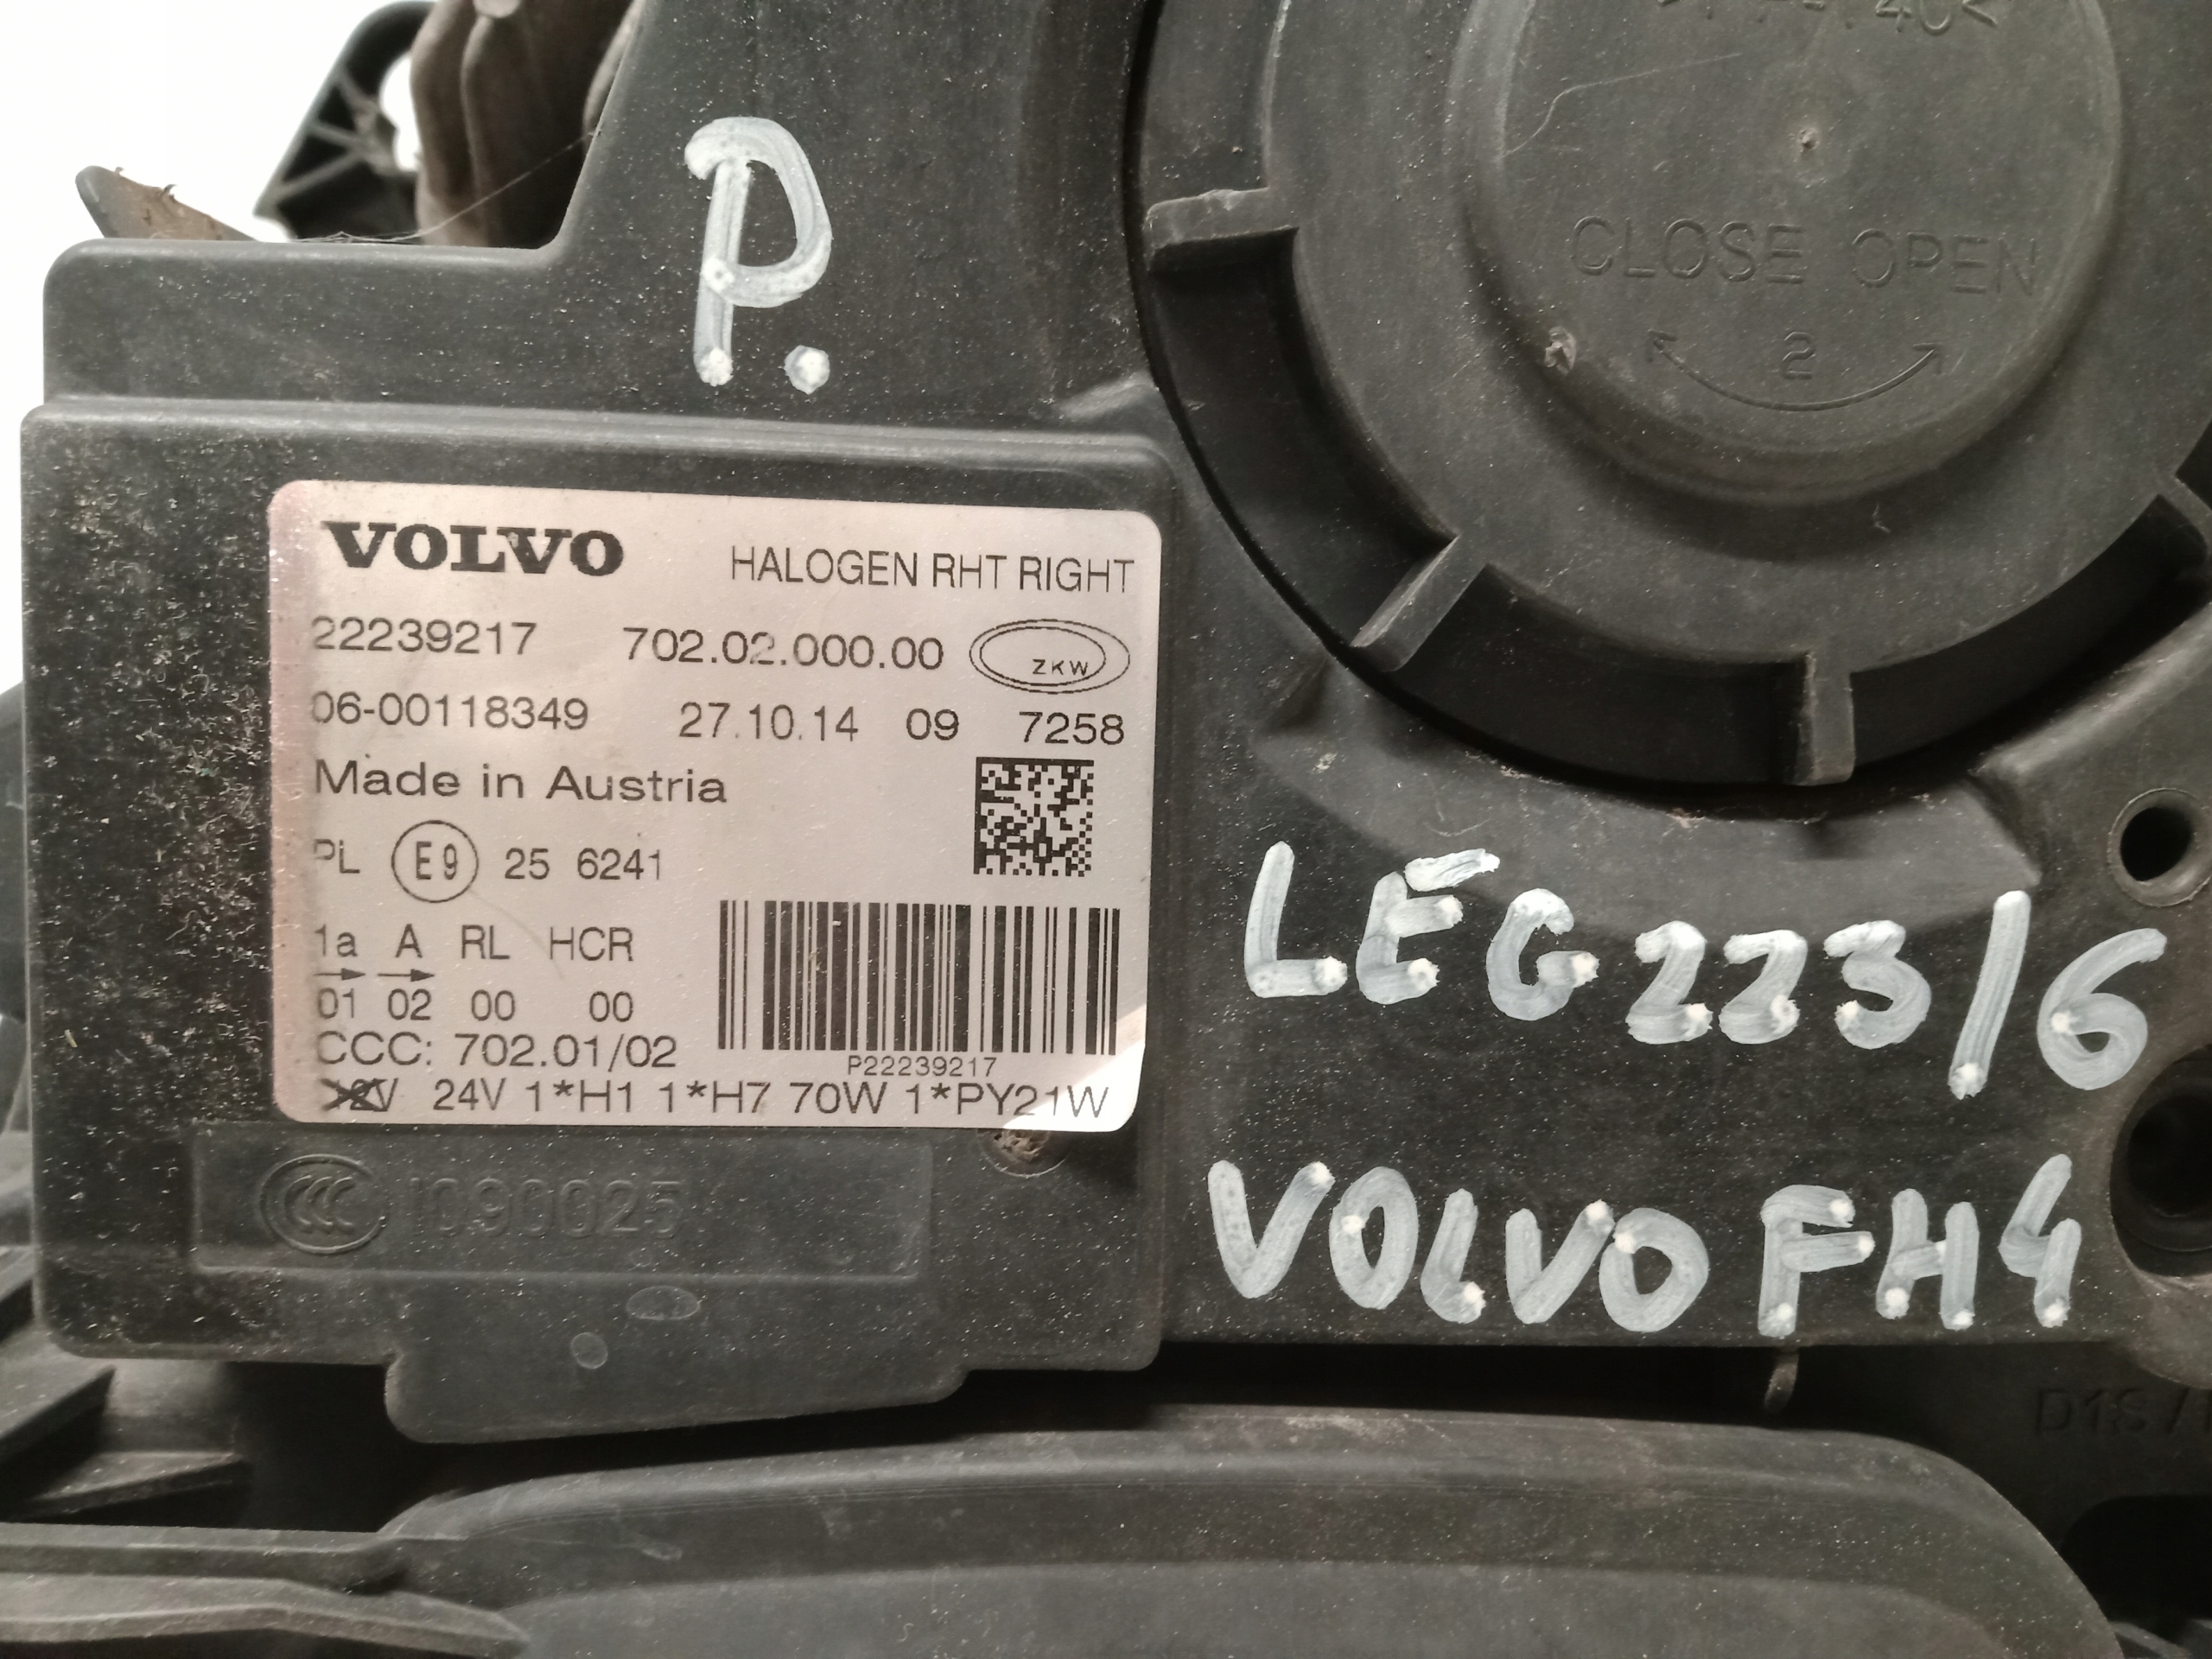 P.
CLOSE OPEN
2
VOLVO HALOGEN RHT RIGHT
22239217 702.02.000.00 ZKW
06-00118349 27.10.14 09 7258
Made in Austria
PL E9 25 6241
1a A RL HCR
01 02 00 00
CCC: 702.01/02
P22239217
24V 1*H1 1*H7 70W 1*PY21W
CCC 1090025
LEG223/6
VOLVO FH4